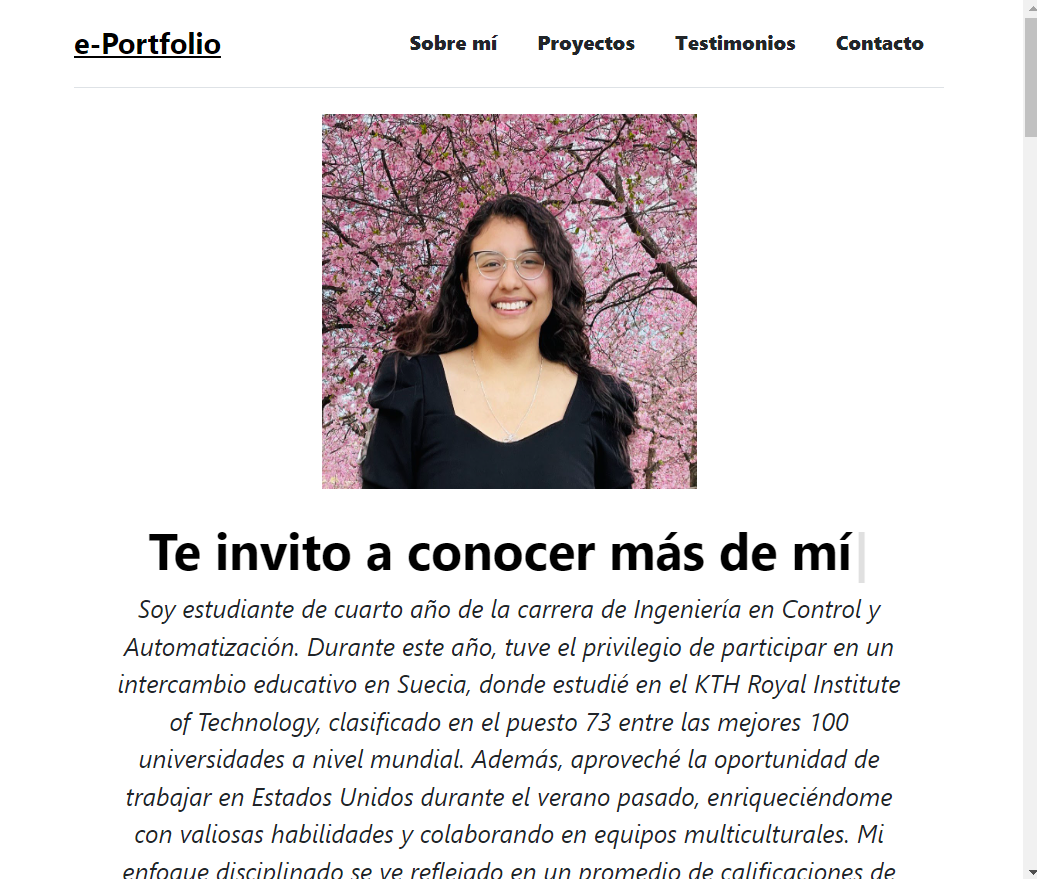 e-Portfolio
Sobre mí Proyectos Testimonios Contacto
Te invito a conocer más de mí
Soy estudiante de cuarto año de la carrera de Ingeniería en Control y
Automatización. Durante este año, tuve el privilegio de participar en un
intercambio educativo en Suecia, donde estudié en el KTH Royal Institute
of Technology, clasificado en el puesto 73 entre las mejores 100
universidades a nivel mundial. Además, aproveché la oportunidad de
trabajar en Estados Unidos durante el verano pasado, enriqueciéndome
con valiosas habilidades y colaborando en equipos multiculturales. Mi
enfoque disciplinado se ve reflejado en un promedio de calificaciones de